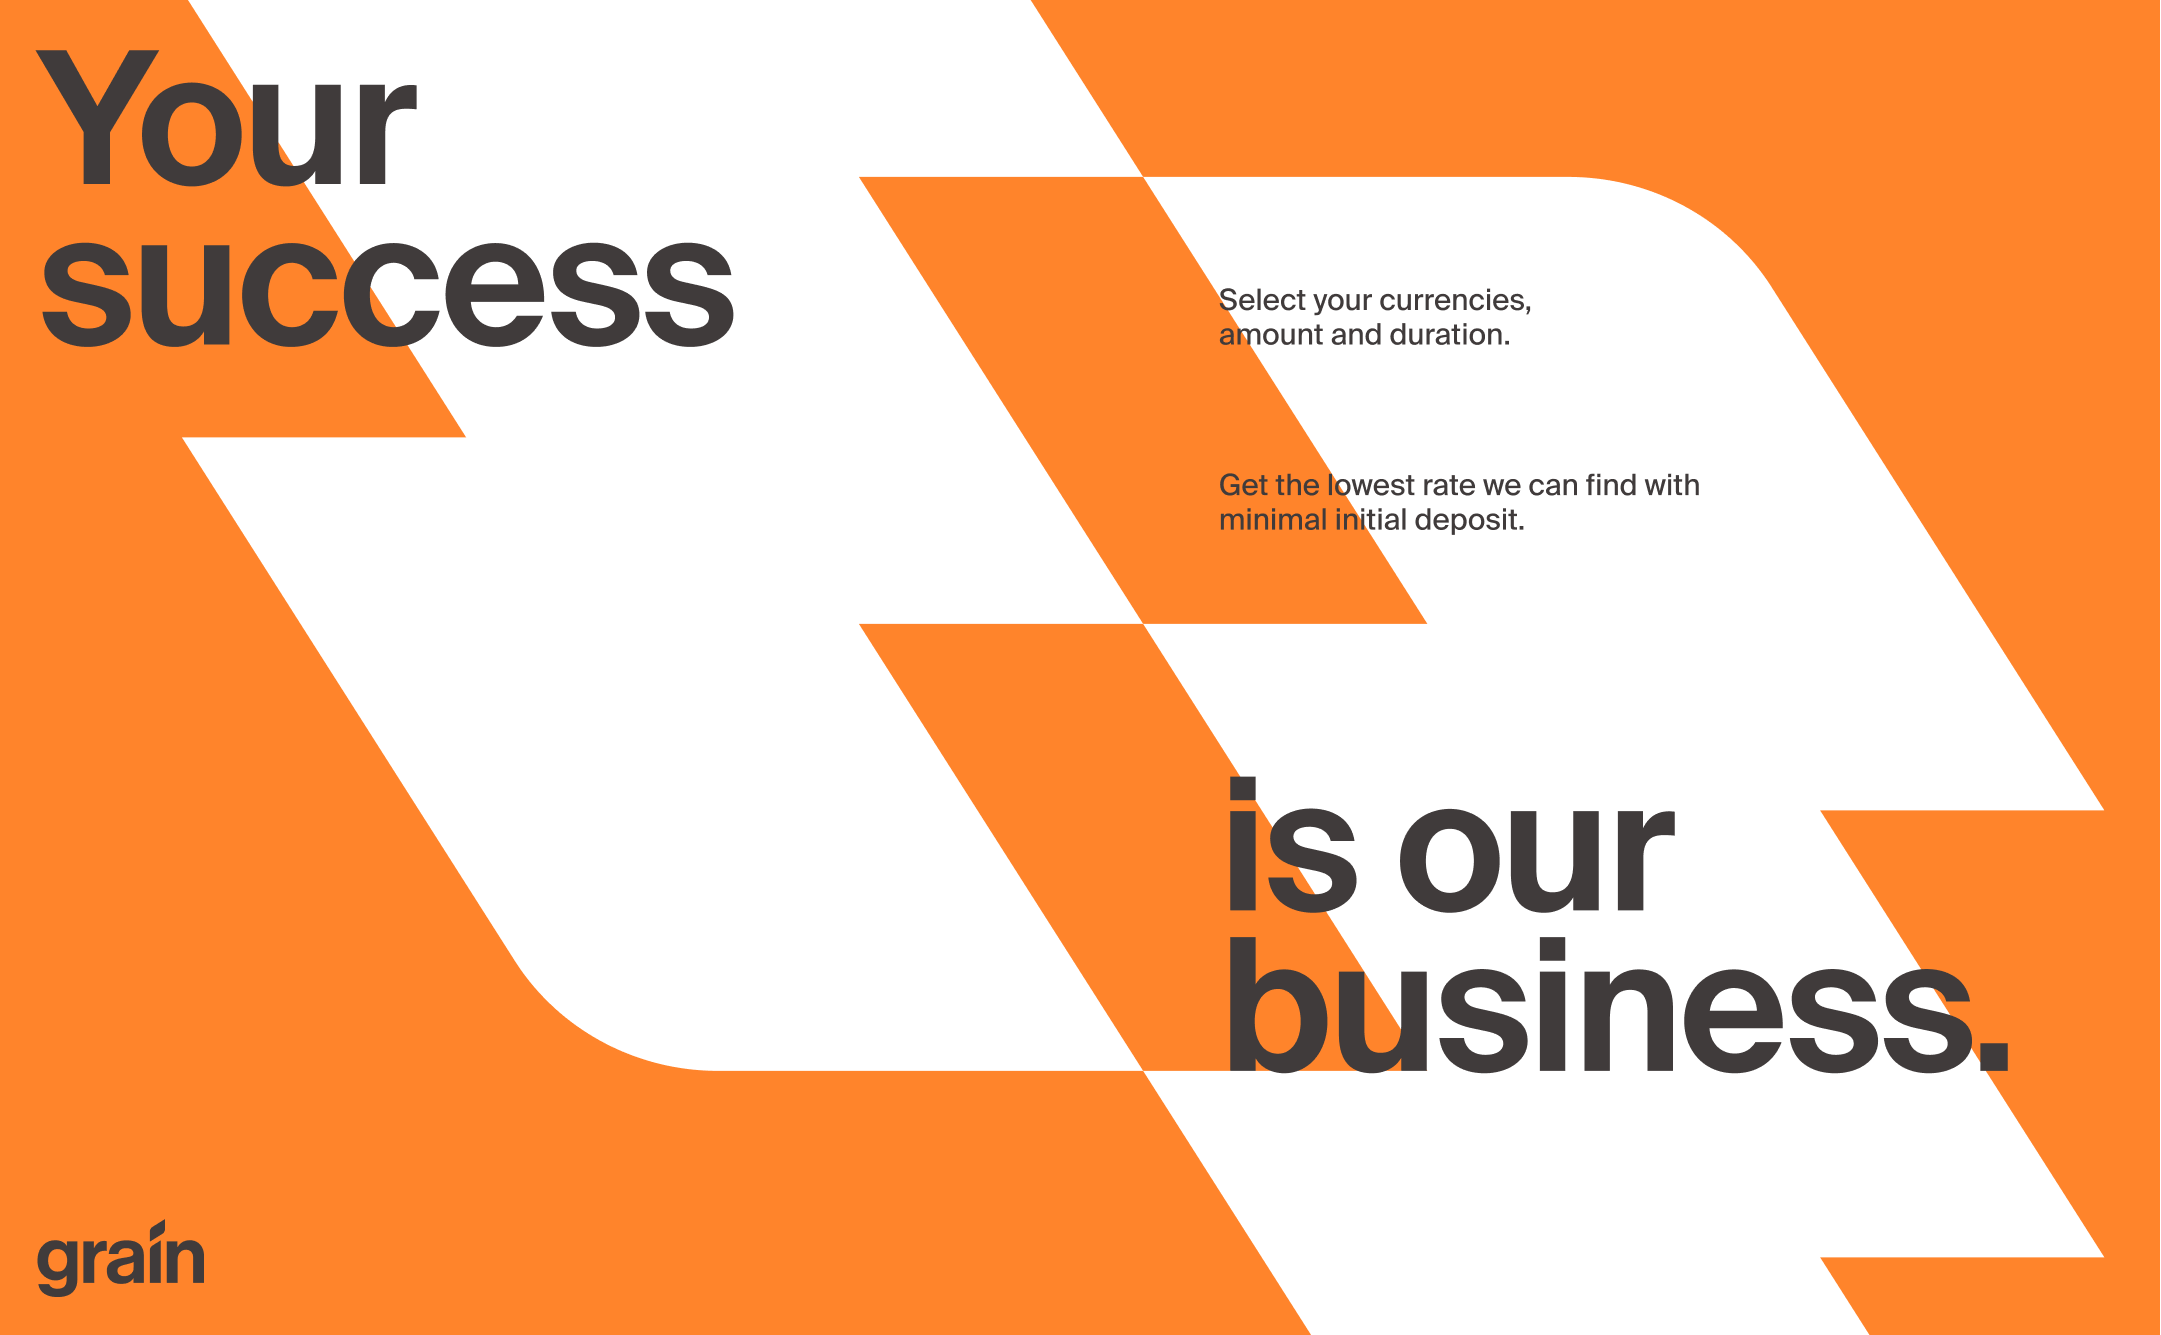 Your
success
Select your currencies,
amount and duration.
Get the lowest rate we can find with
minimal initial deposit.
is our
business.
grain